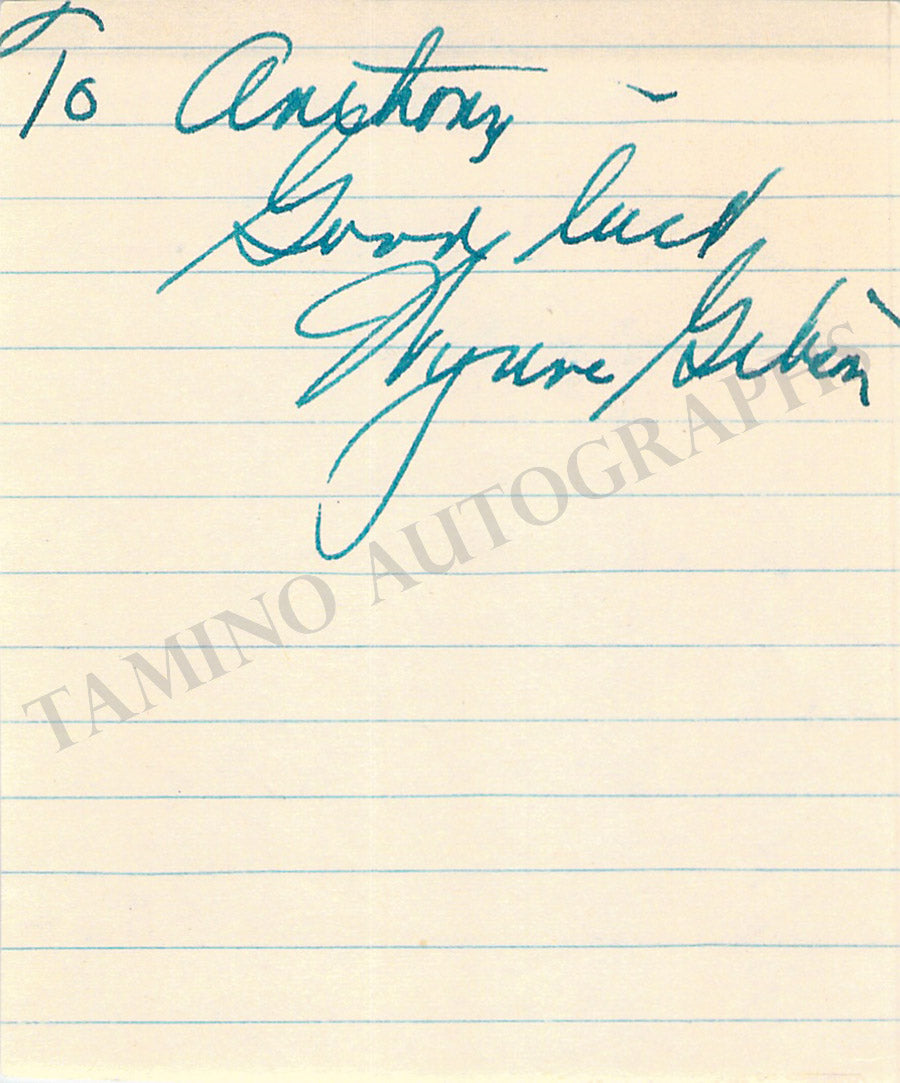 To Anthony -
Good luck
Wynne Gibson
TAMINO AUTOGRAPHS